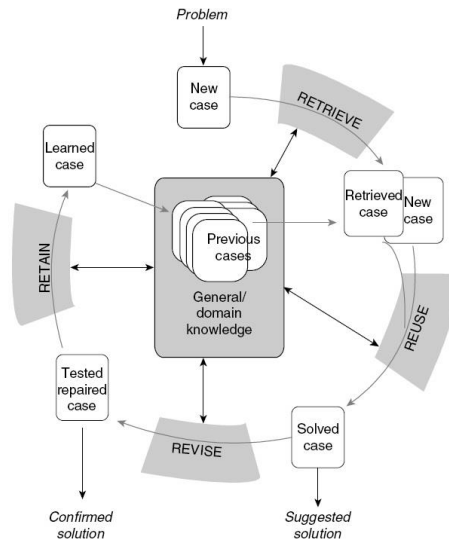 Problem
New
case
RETRIEVE
Learned
case
Retrieved
case
New
case
Previous
cases
General/
domain
knowledge
RETAIN
REUSE
Tested
repaired
case
REVISE
Solved
case
Confirmed
solution
Suggested
solution